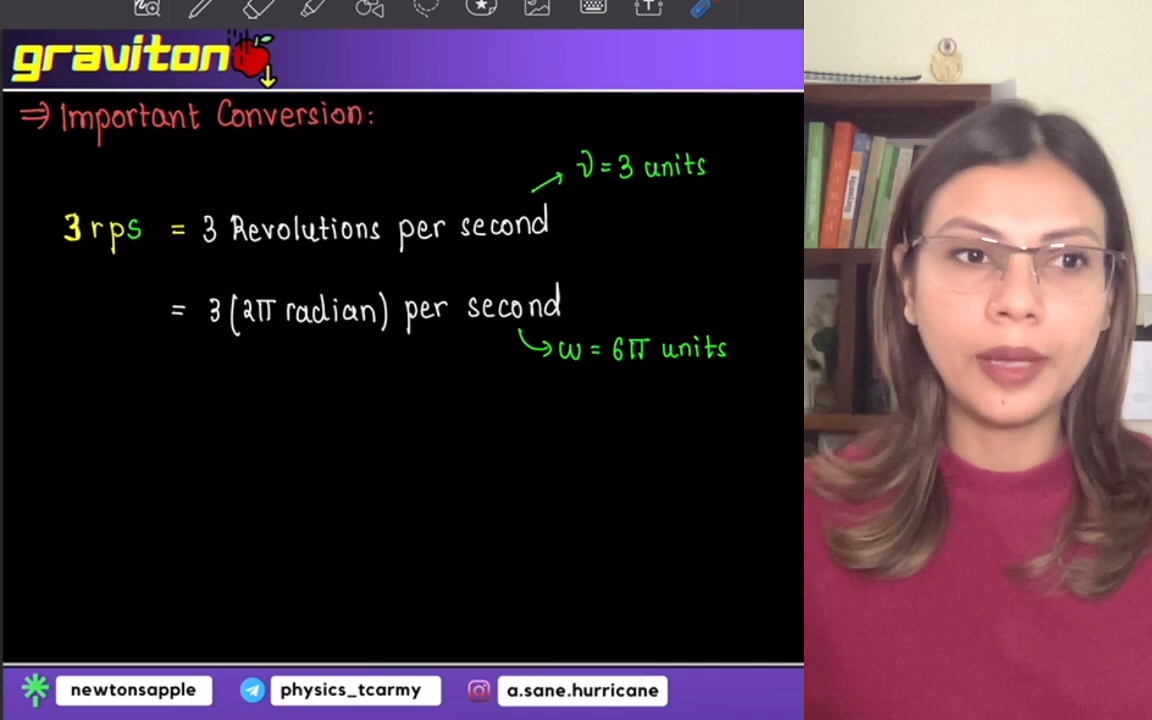 graviton
⇒ Important Conversion:
ν = 3 units
3 rps = 3 Revolutions per second
= 3 (2π radian) per second
ω = 6π units
newtonsapple
physics_tcarmy
a.sane.hurricane